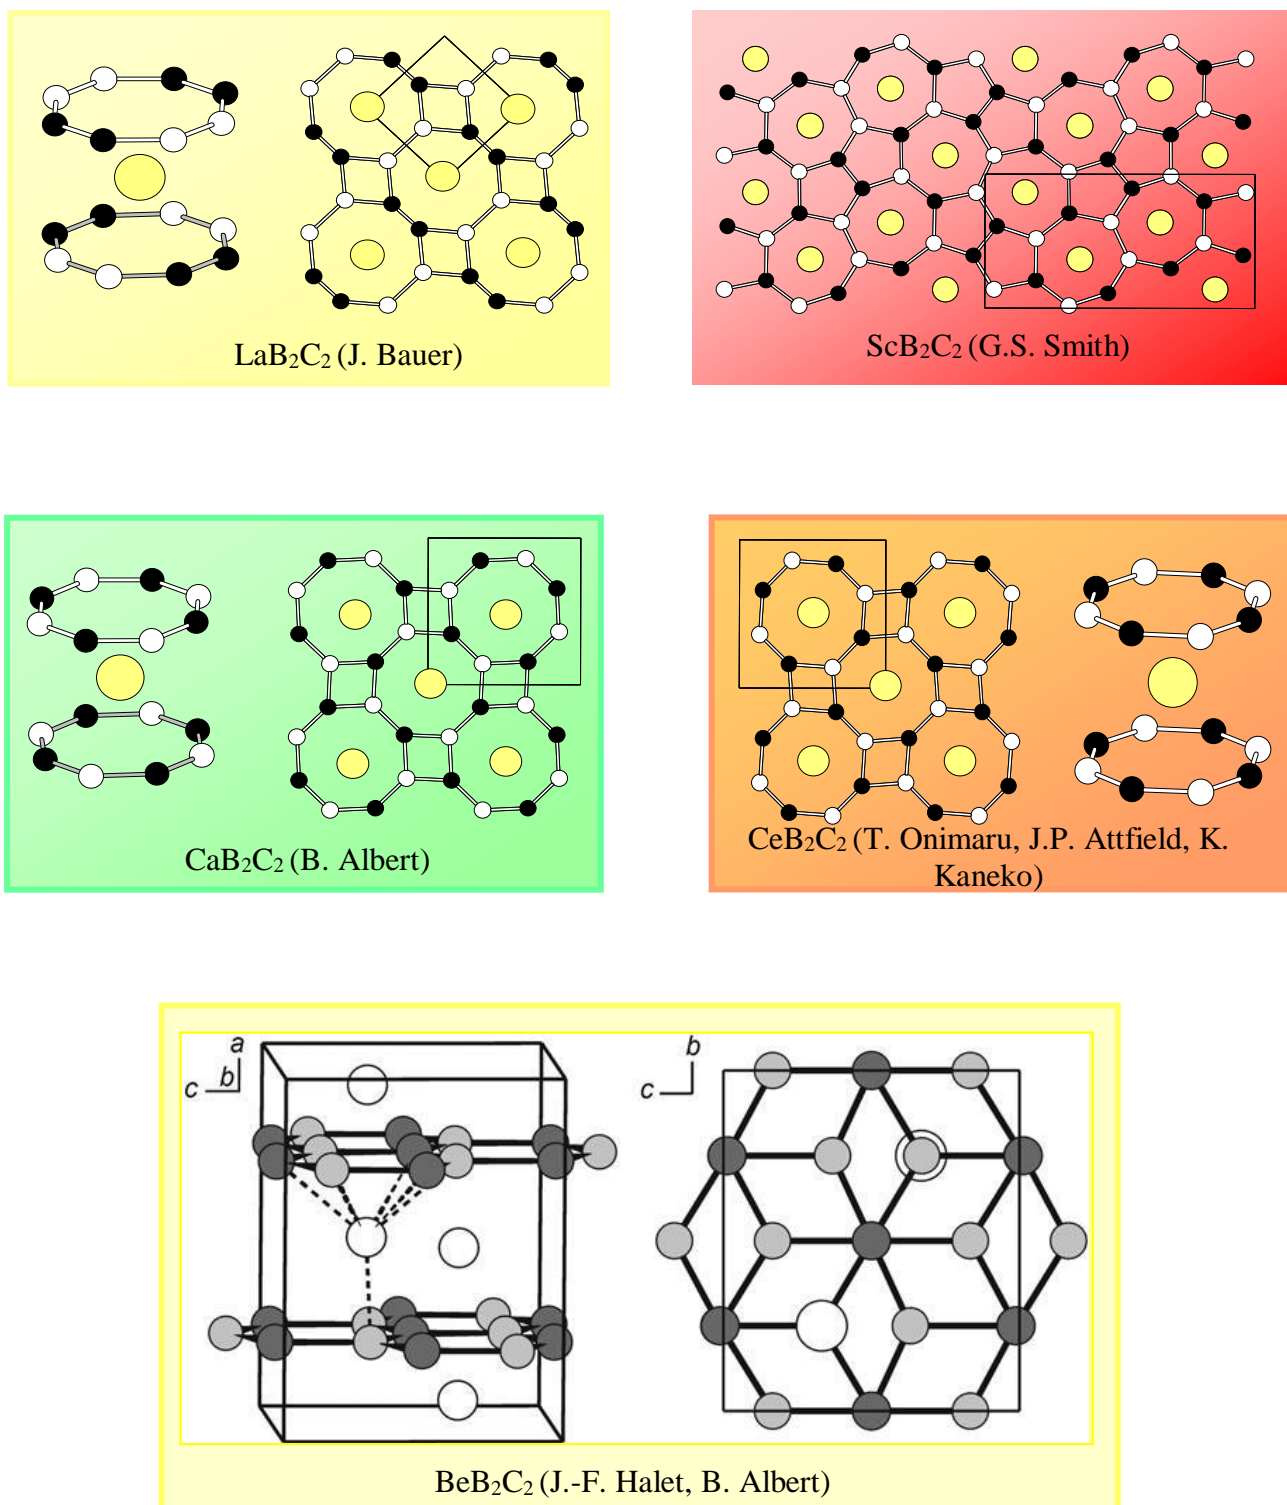 LaB₂C₂ (J. Bauer)
ScB₂C₂ (G.S. Smith)
CaB₂C₂ (B. Albert)
CeB₂C₂ (T. Onimaru, J.P. Attfield, K.
Kaneko)
a
b
c
b
c
BeB₂C₂ (J.-F. Halet, B. Albert)